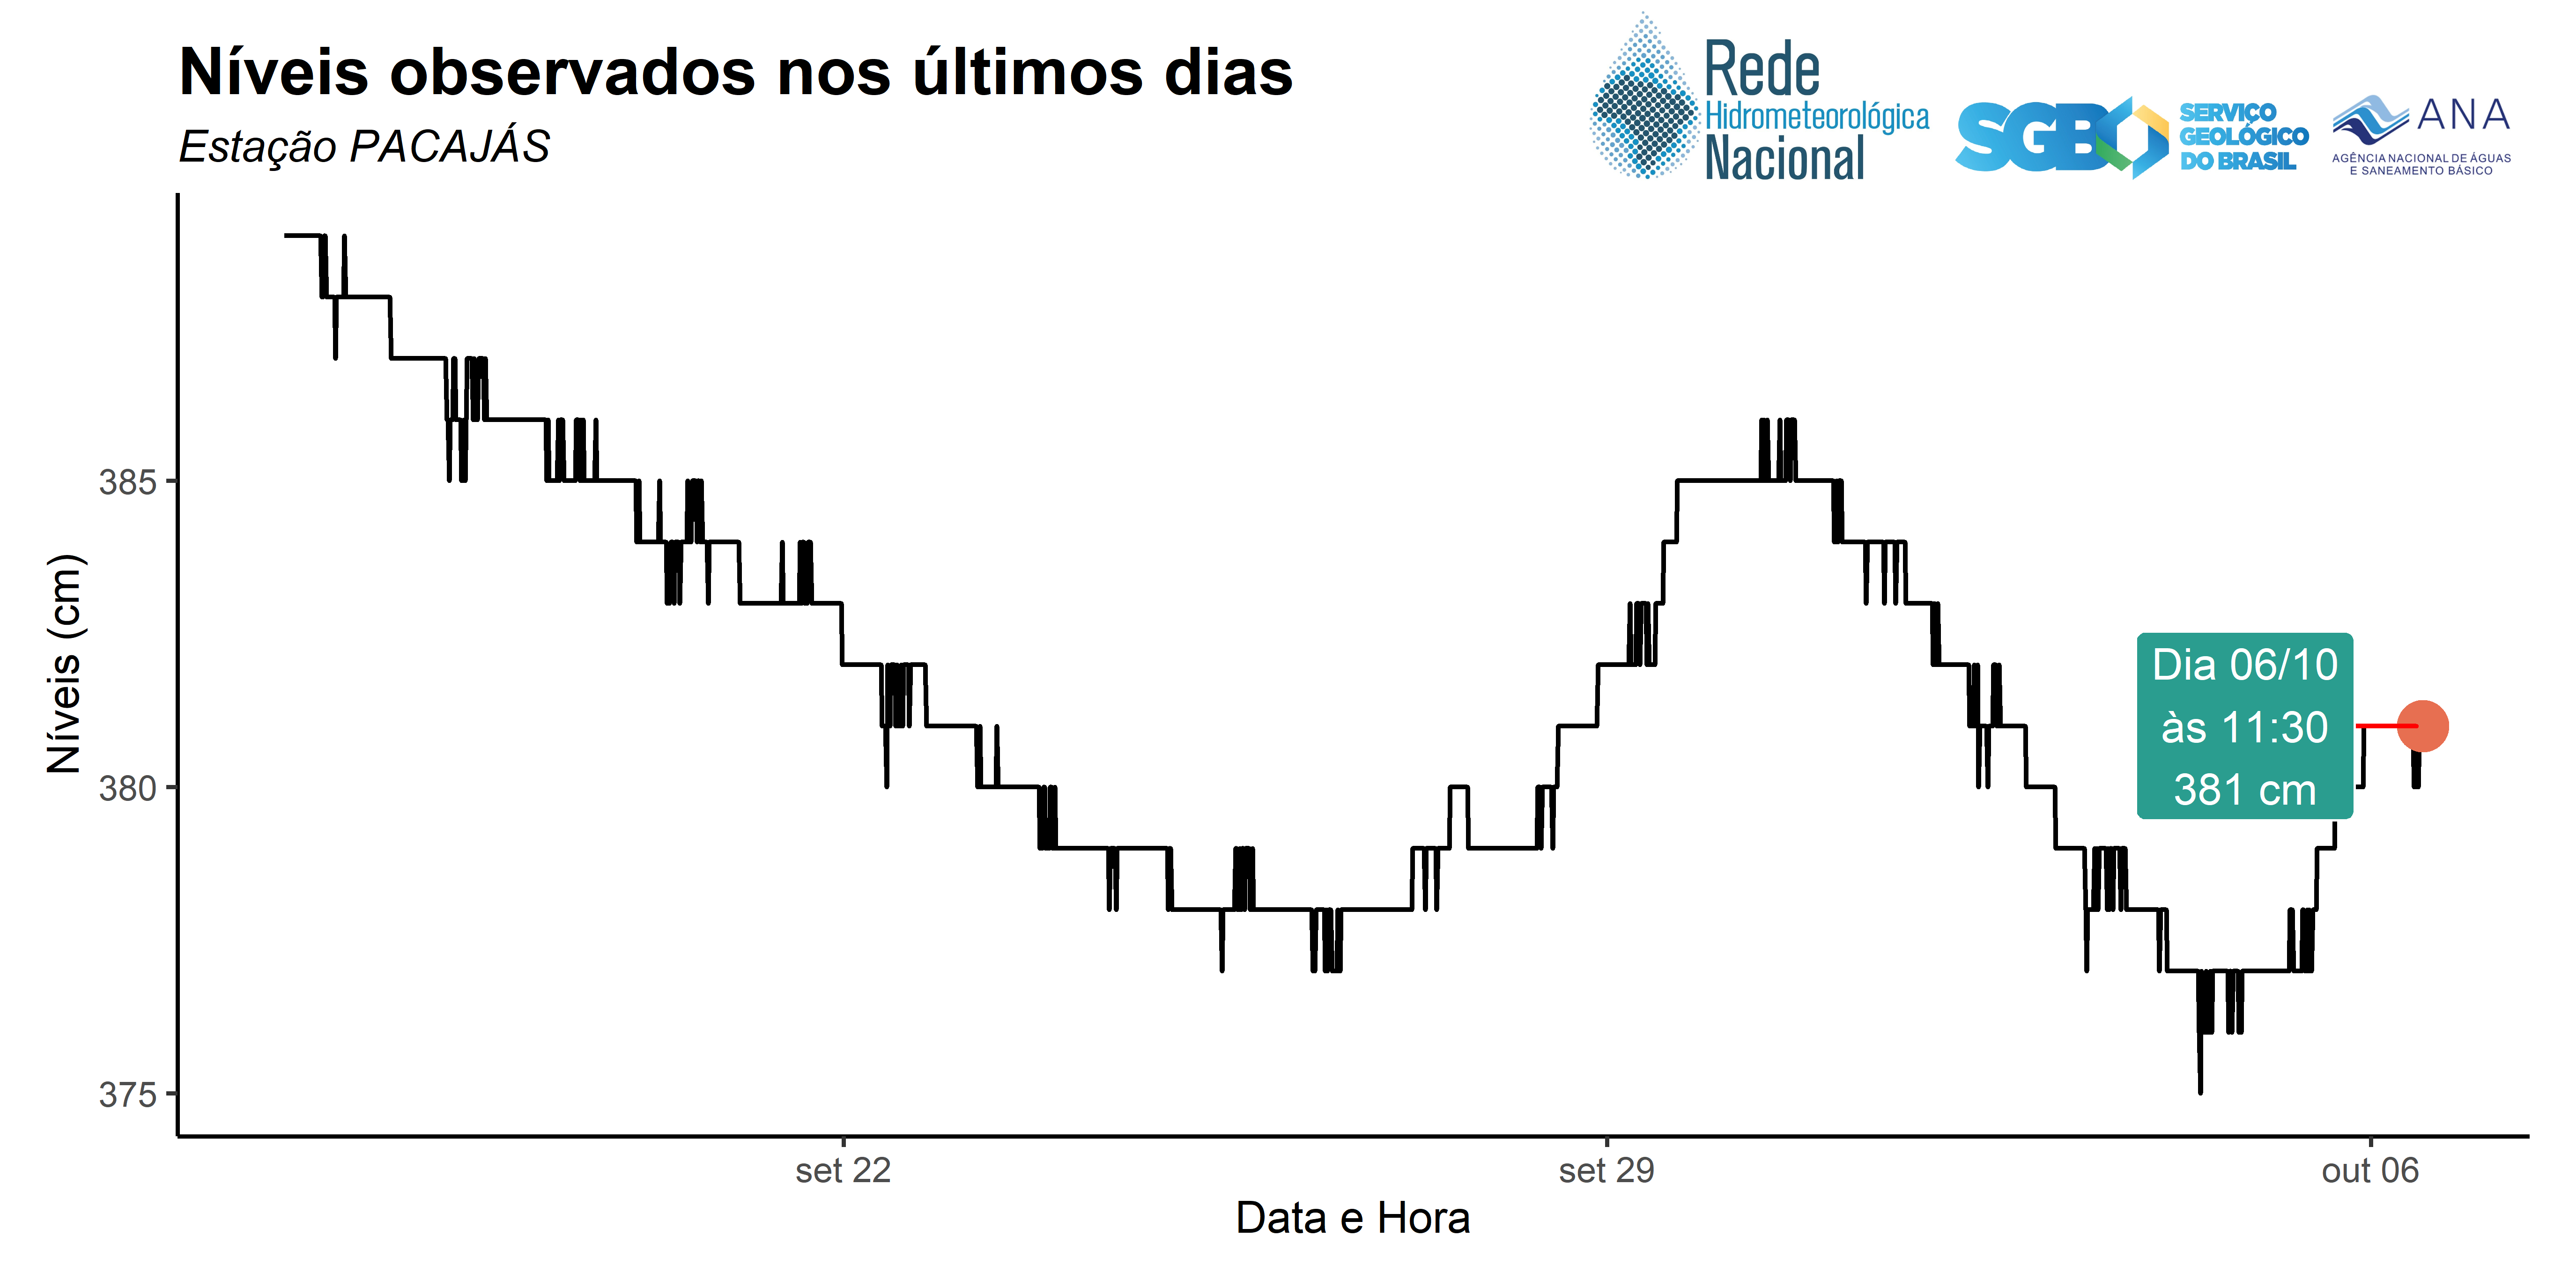 Níveis observados nos últimos dias
Estação PACAJÁS
Rede
Hidrometeorológica
Nacional
SGB
SERVIÇO
GEOLÓGICO
DO BRASIL
ANA
AGÊNCIA NACIONAL DE ÁGUAS
E SANEAMENTO BÁSICO
Níveis (cm)
385
380
375
Dia 06/10
às 11:30
381 cm
set 22
set 29
out 06
Data e Hora